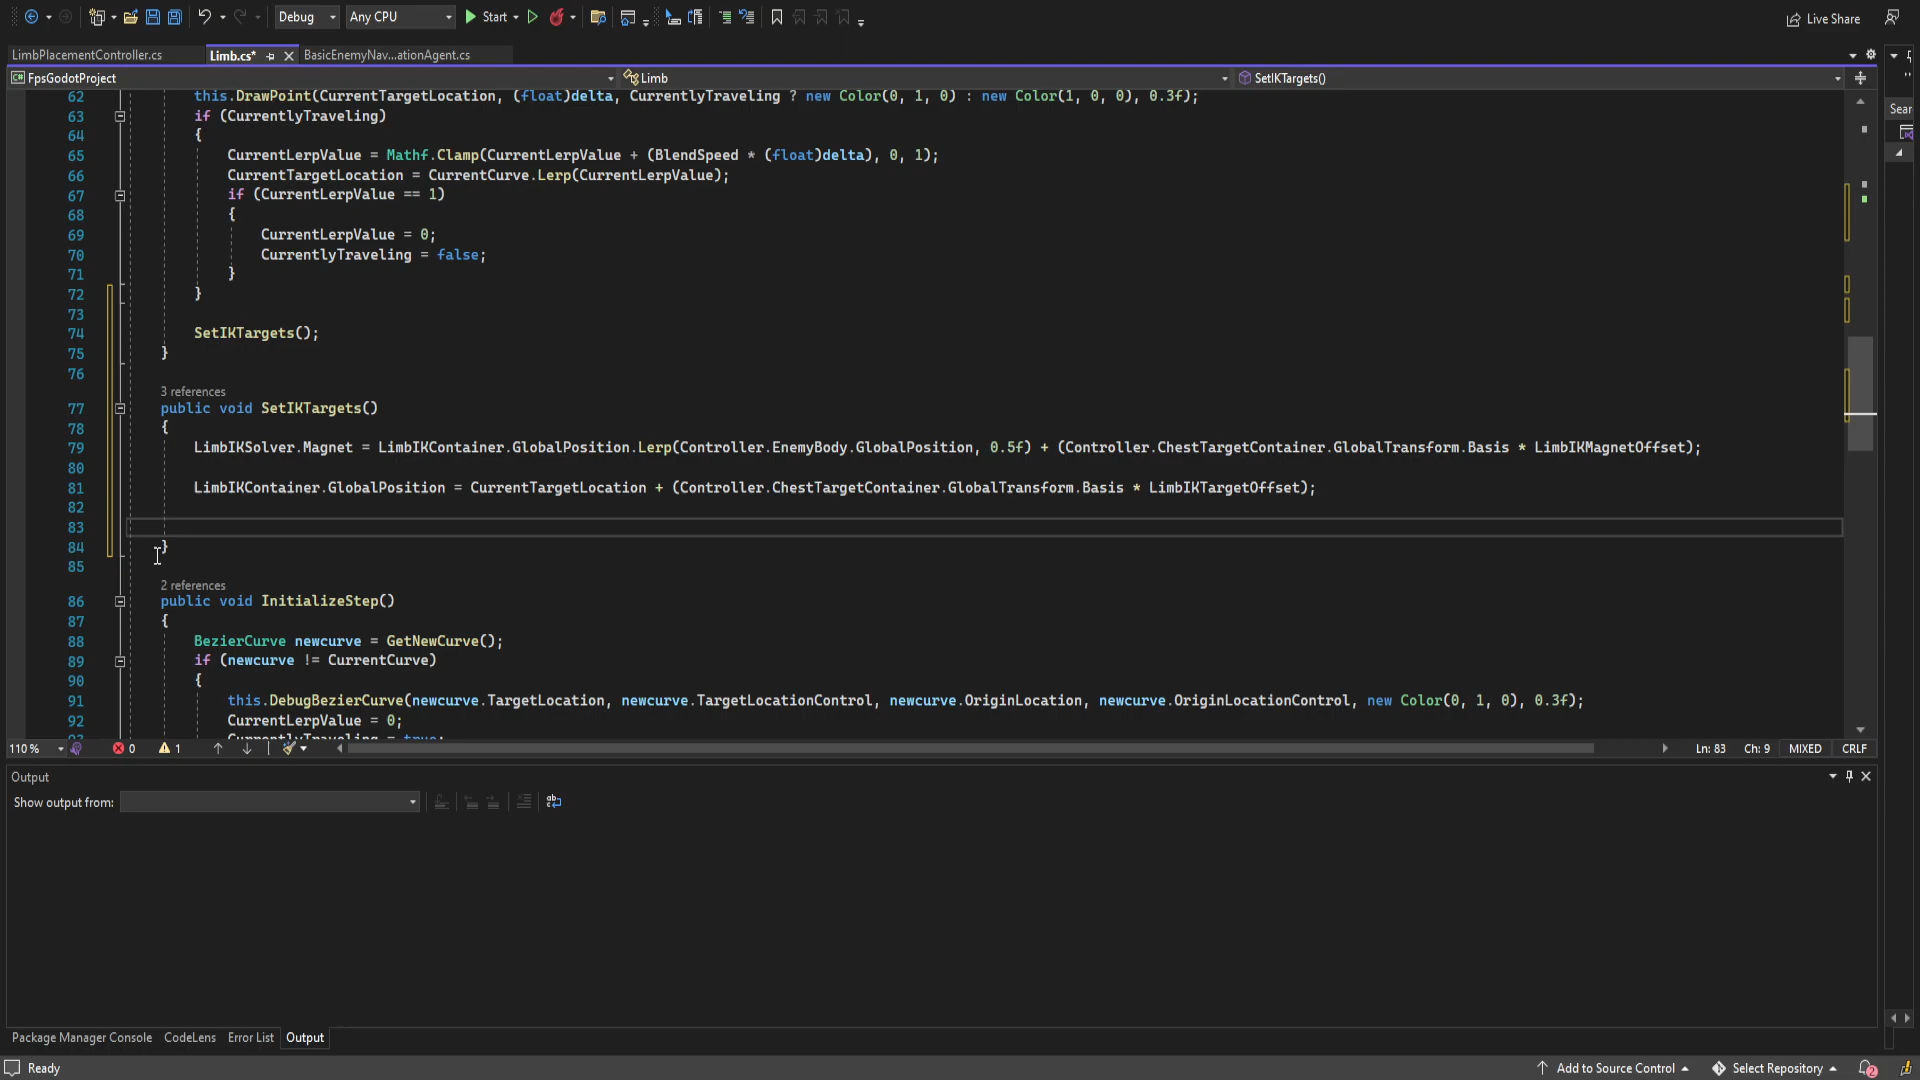 Debug Any CPU Start Live Share
LimbPlacementController.cs Limb.cs* BasicEnemyNav...ationAgent.cs
FpsGodotProject Limb SetIKTargets()
Sear
62 this.DrawPoint(CurrentTargetLocation, (float)delta, CurrentlyTraveling ? new Color(0, 1, 0) : new Color(1, 0, 0), 0.3f);
63 if (CurrentlyTraveling)
64 {
65 CurrentLerpValue = Mathf.Clamp(CurrentLerpValue + (BlendSpeed * (float)delta), 0, 1);
66 CurrentTargetLocation = CurrentCurve.Lerp(CurrentLerpValue);
67 if (CurrentLerpValue == 1)
68 {
69 CurrentLerpValue = 0;
70 CurrentlyTraveling = false;
71 }
72 }
73
74 SetIKTargets();
75 }
76
3 references
77 public void SetIKTargets()
78 {
79 LimbIKSolver.Magnet = LimbIKContainer.GlobalPosition.Lerp(Controller.EnemyBody.GlobalPosition, 0.5f) + (Controller.ChestTargetContainer.GlobalTransform.Basis * LimbIKMagnetOffset);
80
81 LimbIKContainer.GlobalPosition = CurrentTargetLocation + (Controller.ChestTargetContainer.GlobalTransform.Basis * LimbIKTargetOffset);
82
83
84 }
85
2 references
86 public void InitializeStep()
87 {
88 BezierCurve newcurve = GetNewCurve();
89 if (newcurve != CurrentCurve)
90 {
91 this.DebugBezierCurve(newcurve.TargetLocation, newcurve.TargetLocationControl, newcurve.OriginLocation, newcurve.OriginLocationControl, new Color(0, 1, 0), 0.3f);
92 CurrentLerpValue = 0;
93 CurrentlyTraveling = true;
110 % 0 1 Ln: 83 Ch: 9 MIXED CRLF
Output
Show output from:
Package Manager Console CodeLens Error List Output
Ready Add to Source Control Select Repository 2